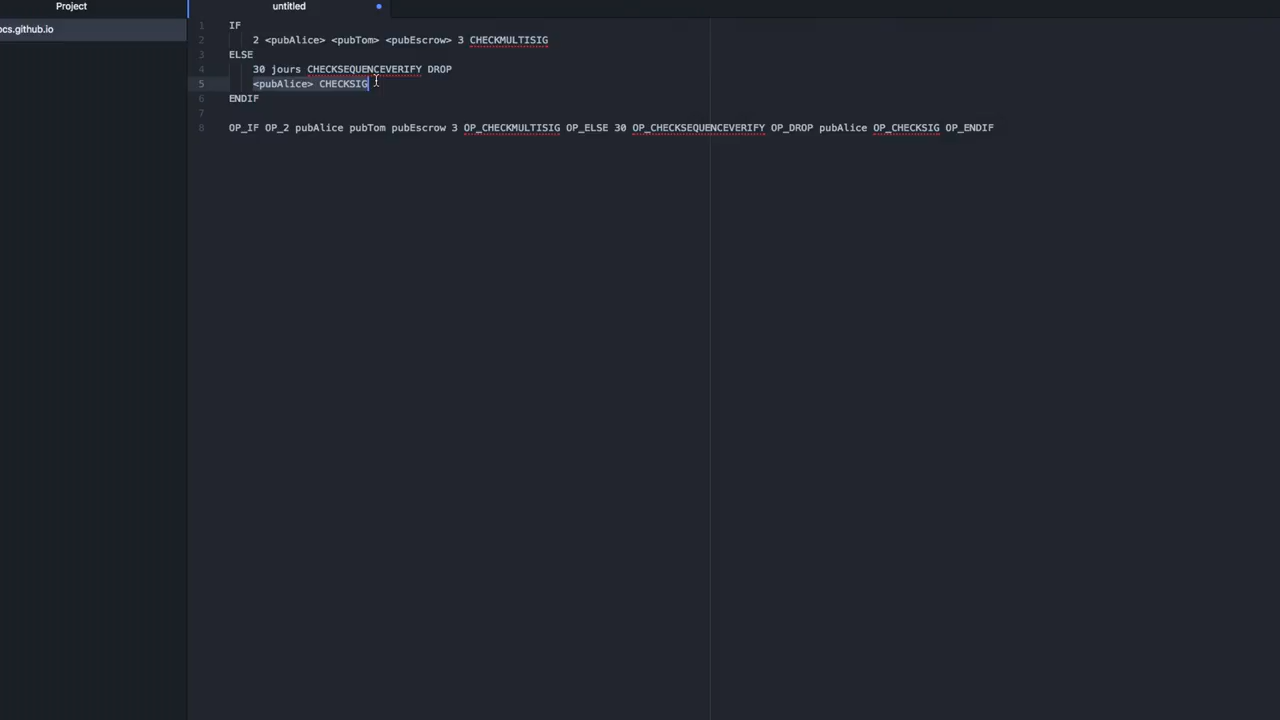 Project
untitled
ocs.github.io
1 IF
2 2 <pubAlice> <pubTom> <pubEscrow> 3 CHECKMULTISIG
3 ELSE
4 30 jours CHECKSEQUENCEVERIFY DROP
5 <pubAlice> CHECKSIG
6 ENDIF
7
8 OP_IF OP_2 pubAlice pubTom pubEscrow 3 OP_CHECKMULTISIG OP_ELSE 30 OP_CHECKSEQUENCEVERIFY OP_DROP pubAlice OP_CHECKSIG OP_ENDIF